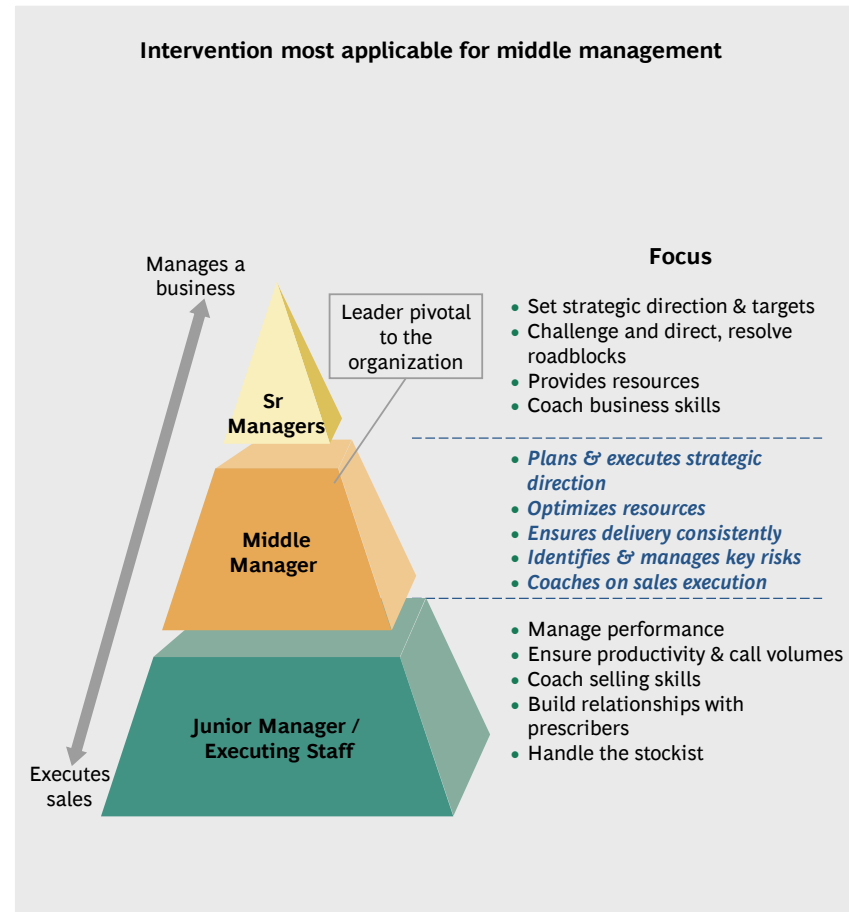 Intervention most applicable for middle management
Manages a
business
Leader pivotal
to the
organization
Sr
Managers
Middle
Manager
Junior Manager /
Executing Staff
Executes
sales
Focus
• Set strategic direction & targets
• Challenge and direct, resolve
roadblocks
• Provides resources
• Coach business skills
• Plans & executes strategic
direction
• Optimizes resources
• Ensures delivery consistently
• Identifies & manages key risks
• Coaches on sales execution
• Manage performance
• Ensure productivity & call volumes
• Coach selling skills
• Build relationships with
prescribers
• Handle the stockist